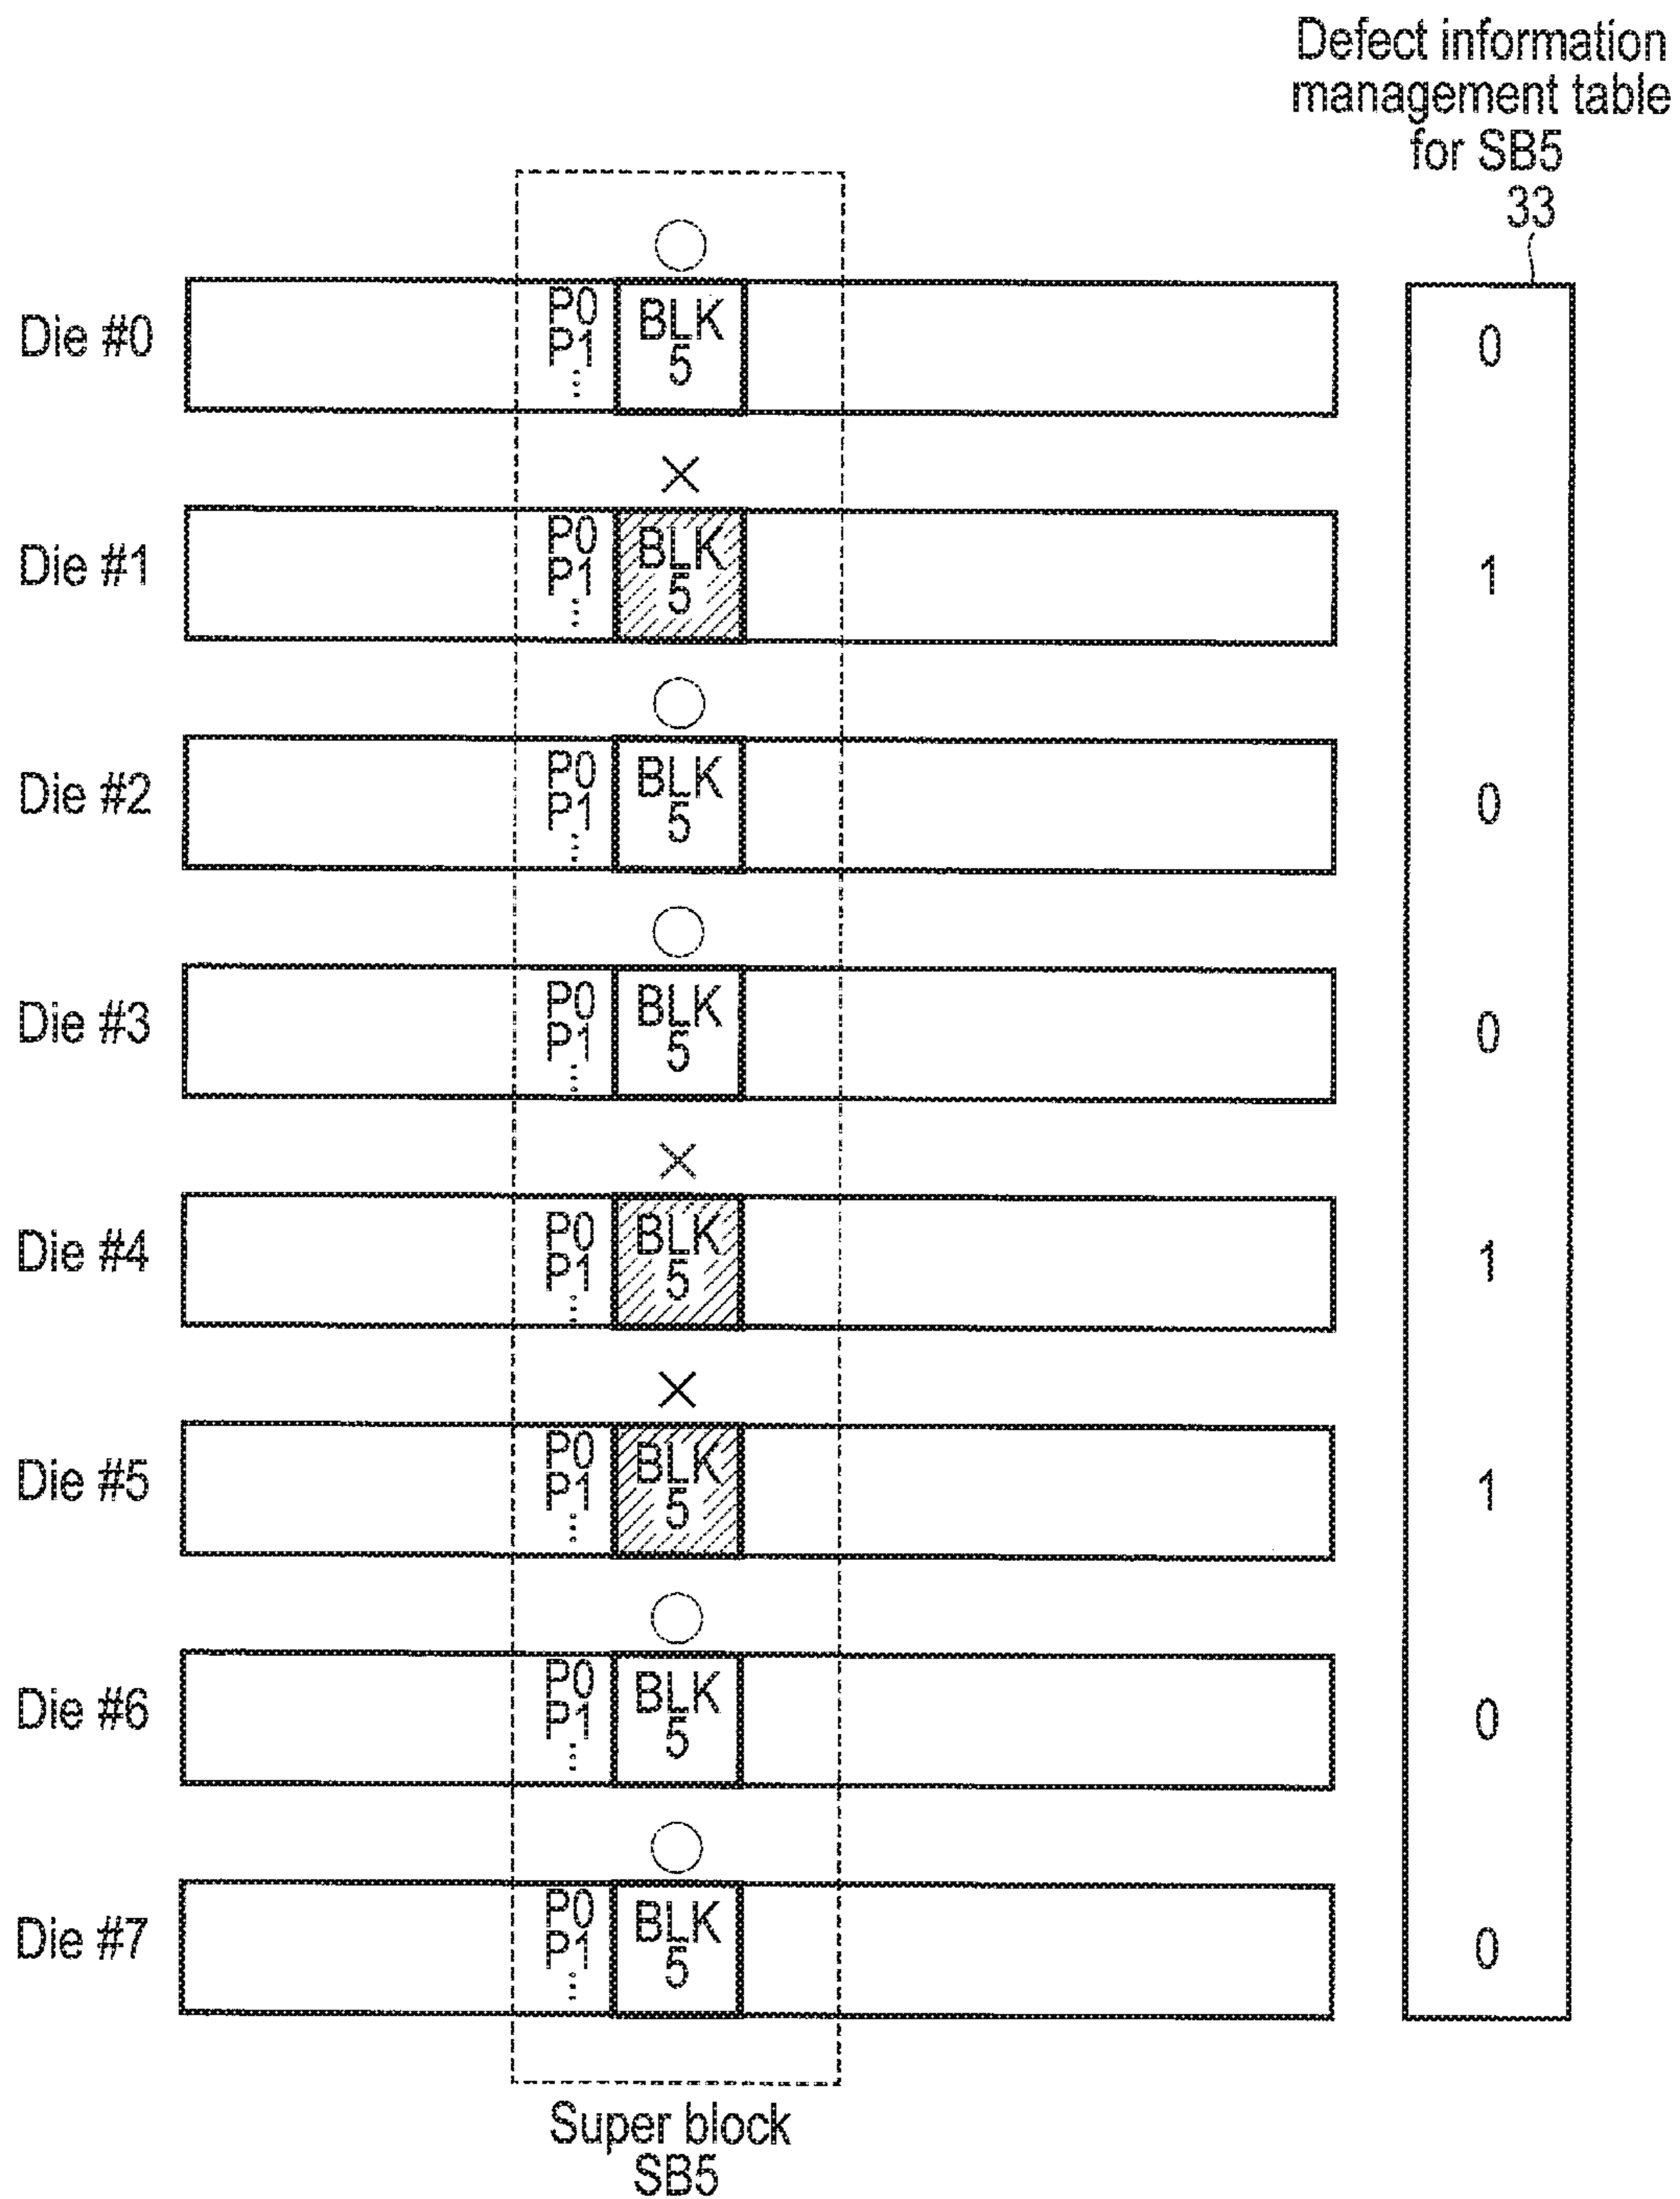 Defect information
management table
for SB5
33
○
Die #0
P0
P1
...
BLK
5
0
×
Die #1
P0
P1
...
BLK
5
1
○
Die #2
P0
P1
...
BLK
5
0
○
Die #3
P0
P1
...
BLK
5
0
×
Die #4
P0
P1
...
BLK
5
1
×
Die #5
P0
P1
...
BLK
5
1
○
Die #6
P0
P1
...
BLK
5
0
○
Die #7
P0
P1
...
BLK
5
0
Super block
SB5